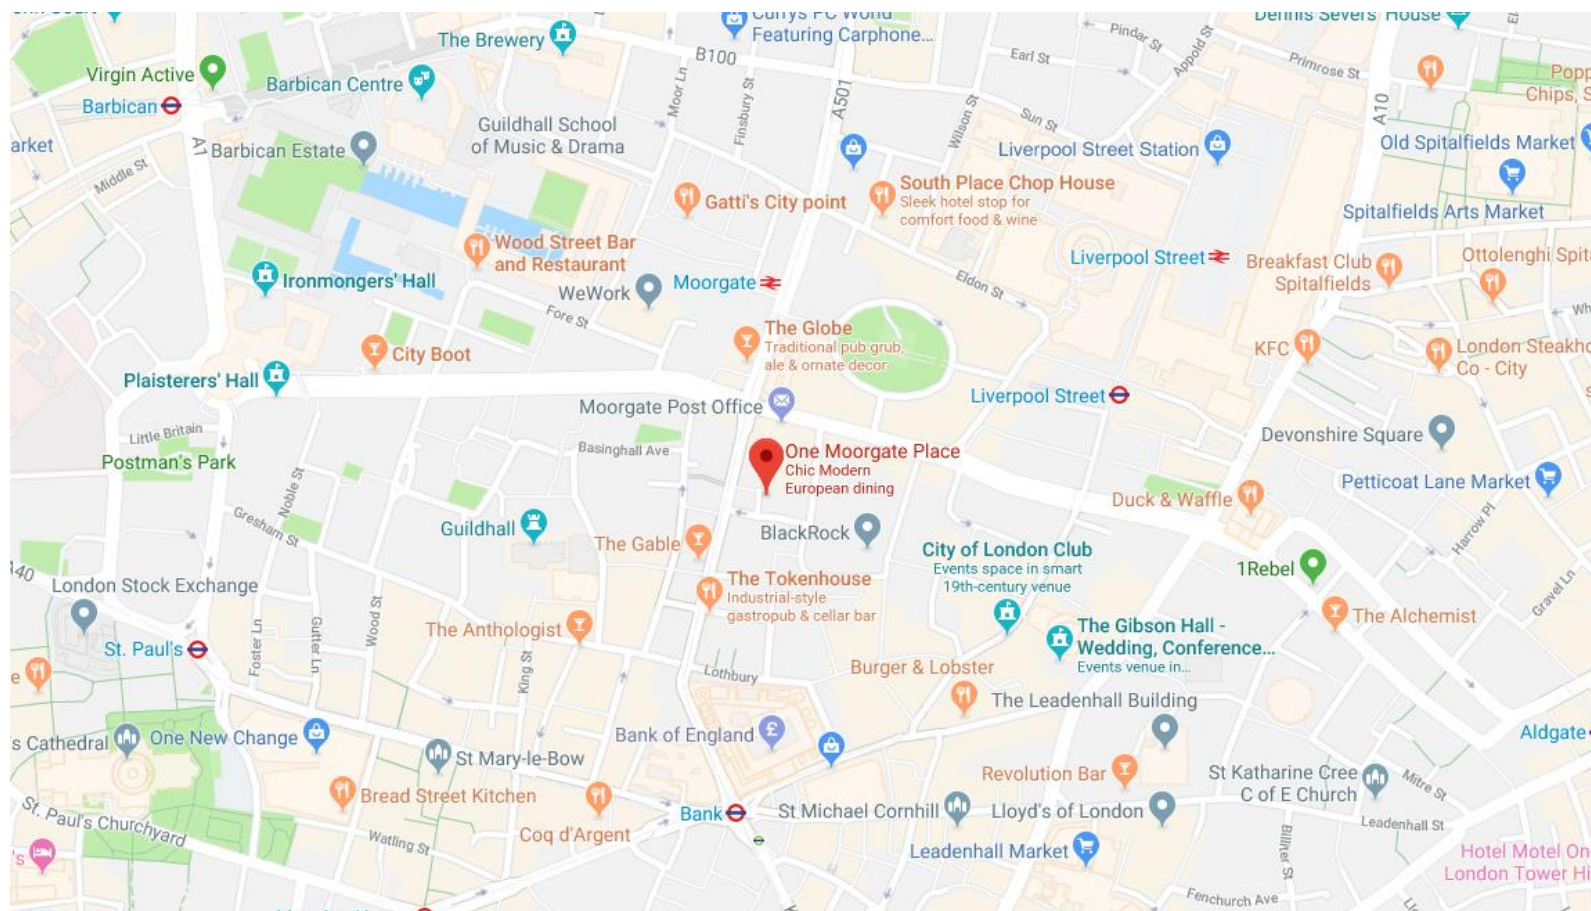 Currys PC World
Featuring Carphone...
Dennis Severs' House
The Brewery
B100
Pindar St
Appold St
Earl St
Primrose St
Virgin Active
Barbican Centre
Moor Ln
Finsbury St
A501
A10
Barbican
Wilson St
Sun St
Chips, S
A1
Guildhall School
of Music & Drama
arket
Barbican Estate
Liverpool Street Station
Old Spitalfields Market
Middle St
South Place Chop House
Sleek hotel stop for
comfort food & wine
Gatti's City point
Spitalfields Arts Market
Wood Street Bar
and Restaurant
Liverpool Street
Breakfast Club
Spitalfields
Ottolenghi Spit
Ironmongers' Hall
WeWork
Moorgate
Eldon St
Fore St
Wh
The Globe
Traditional pub grub,
ale & ornate decor
City Boot
KFC
London Steakho
Co - City
Plaisterers' Hall
Moorgate Post Office
Liverpool Street
Little Britain
Basinghall Ave
Devonshire Square
Postman's Park
One Moorgate Place
Chic Modern
European dining
Noble St
Petticoat Lane Market
Duck & Waffle
Gresham St
Guildhall
The Gable
BlackRock
Harrow Pl
City of London Club
Events space in smart
19th-century venue
A40
London Stock Exchange
1Rebel
The Tokenhouse
Industrial-style
gastropub & cellar bar
Gravel Ln
Foster Ln
Gutter Ln
Wood St
The Anthologist
The Alchemist
The Gibson Hall -
Wedding, Conference...
Events venue in...
St. Paul's
King St
Lothbury
Burger & Lobster
e
The Leadenhall Building
s Cathedral
One New Change
Bank of England
Aldgate
St Mary-le-Bow
Revolution Bar
St Katharine Cree
C of E Church
Mitre St
Bread Street Kitchen
Coq d'Argent
Bank
St Michael Cornhill
Lloyd's of London
St. Paul's Churchyard
Watling St
Leadenhall St
Billiter St
Leadenhall Market
's
Hotel Motel On
London Tower Hi
Fenchurch Ave